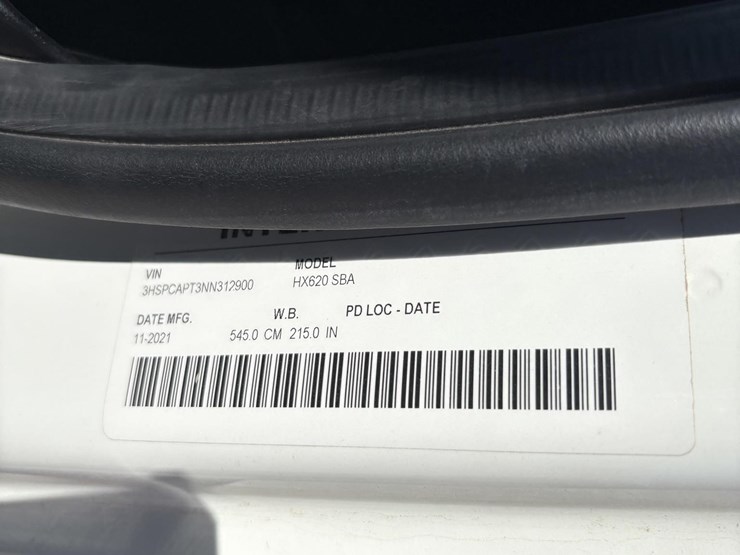 VIN MODEL
3HSPCAPT3NN312900 HX620 SBA
DATE MFG. W.B. PD LOC - DATE
11-2021 545.0 CM 215.0 IN